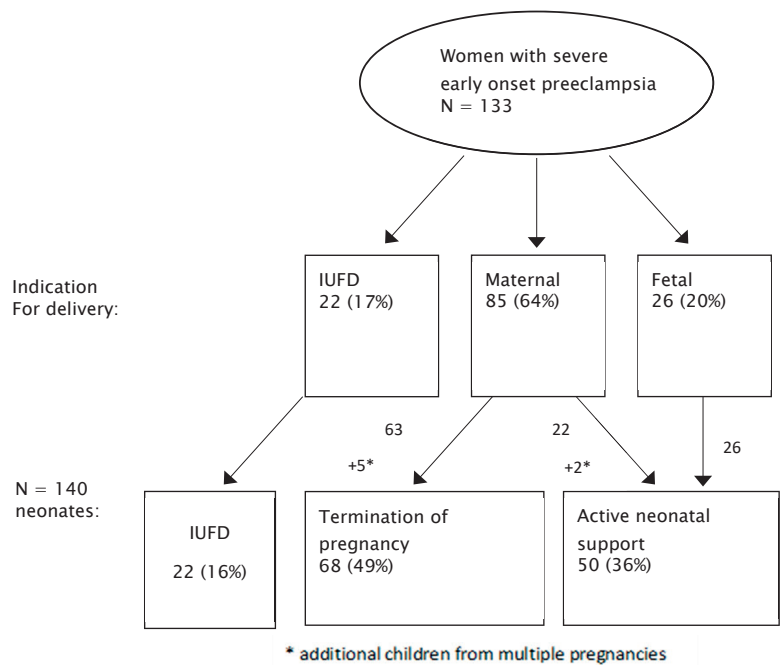 Women with severe
early onset preeclampsia
N = 133
Indication
For delivery:
IUFD
22 (17%)
Maternal
85 (64%)
Fetal
26 (20%)
63
+5*
22
+2*
26
N = 140
neonates:
IUFD
22 (16%)
Termination of
pregnancy
68 (49%)
Active neonatal
support
50 (36%)
* additional children from multiple pregnancies